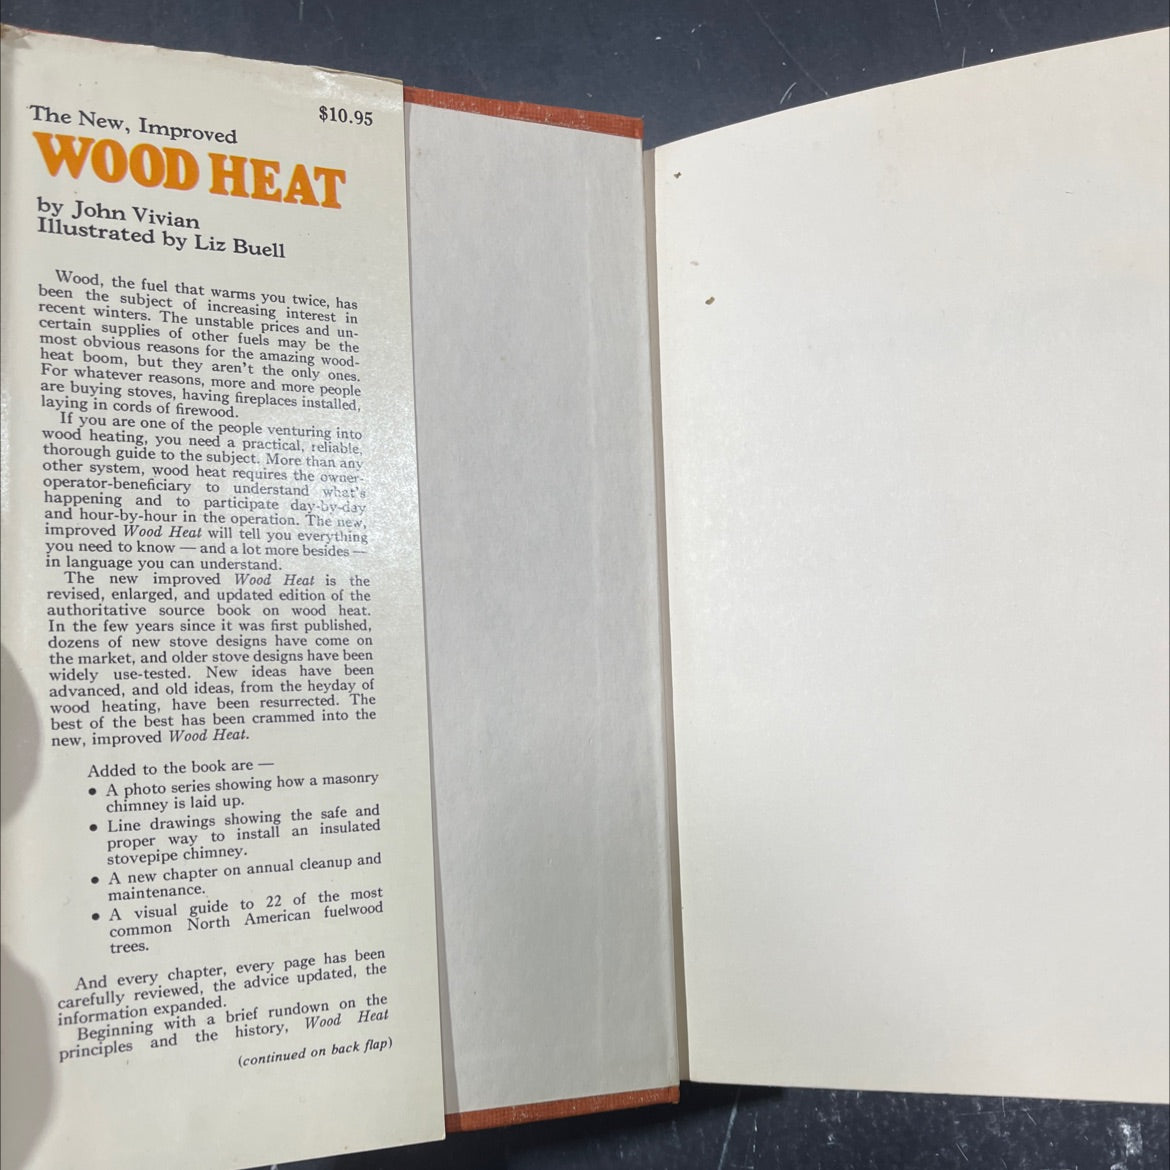 $10.95
The New, Improved
WOOD HEAT
by John Vivian
Illustrated by Liz Buell
Wood, the fuel that warms you twice, has
been the subject of increasing interest in
recent winters. The unstable prices and un-
certain supplies of other fuels may be the
most obvious reasons for the amazing wood-
heat boom, but they aren't the only ones.
For whatever reasons, more and more people
are buying stoves, having fireplaces installed,
laying in cords of firewood.
If you are one of the people venturing into
wood heating, you need a practical, reliable,
thorough guide to the subject. More than any
other system, wood heat requires the owner-
operator-beneficiary to understand what's
happening and to participate day-by-day
and hour-by-hour in the operation. The new,
improved Wood Heat will tell you everything
you need to know — and a lot more besides —
in language you can understand.
The new improved Wood Heat is the
revised, enlarged, and updated edition of the
authoritative source book on wood heat.
In the few years since it was first published,
dozens of new stove designs have come on
the market, and older stove designs have been
widely use-tested. New ideas have been
advanced, and old ideas, from the heyday of
wood heating, have been resurrected. The
best of the best has been crammed into the
new, improved Wood Heat.
Added to the book are —
● A photo series showing how a masonry
chimney is laid up.
● Line drawings showing the safe and
proper way to install an insulated
stovepipe chimney.
● A new chapter on annual cleanup and
maintenance.
● A visual guide to 22 of the most
common North American fuelwood
trees.
And every chapter, every page has been
carefully reviewed, the advice updated, the
information expanded.
Beginning with a brief rundown on the
principles and the history, Wood Heat
(continued on back flap)